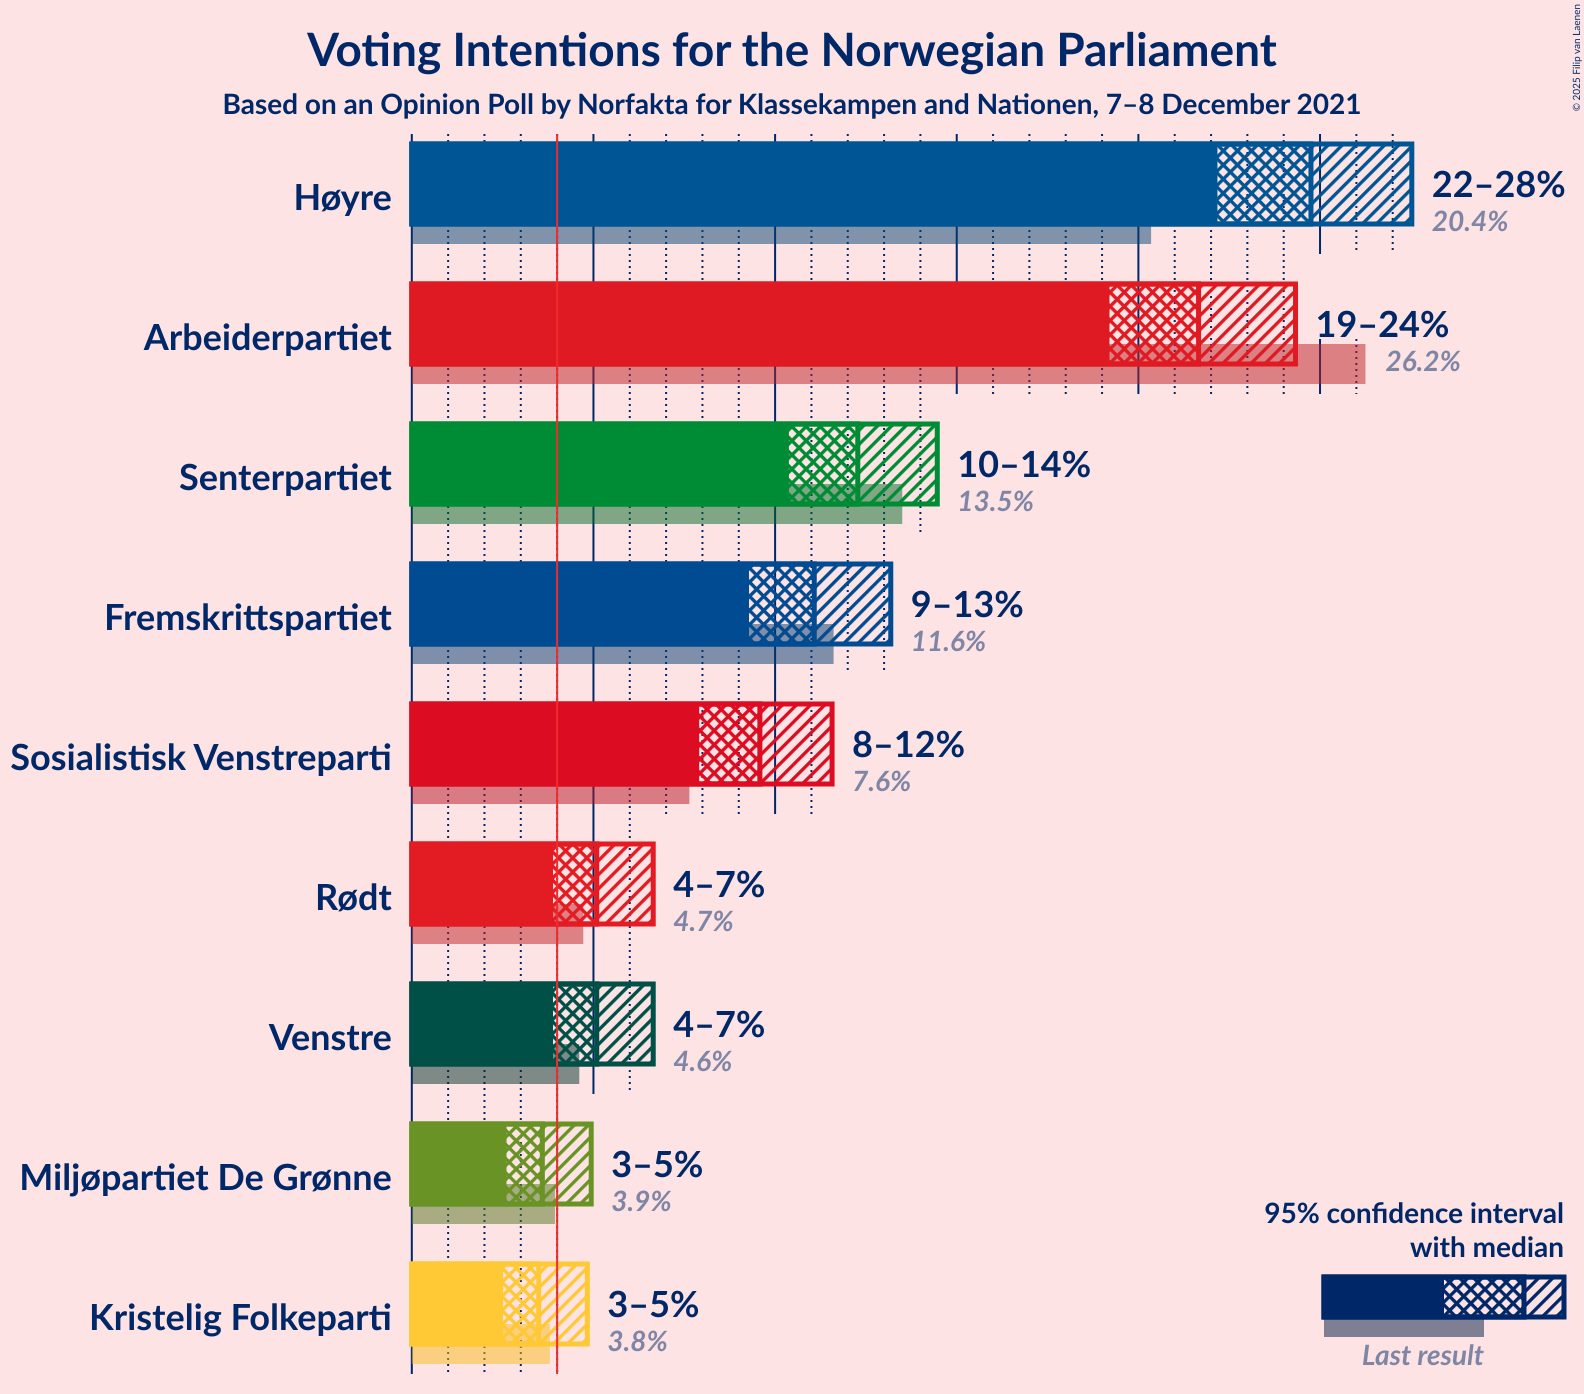 Voting Intentions for the Norwegian Parliament
Based on an Opinion Poll by Norfakta for Klassekampen and Nationen, 7–8 December 2021
© 2025 Filip van Laenen
Høyre
22–28%
20.4%
Arbeiderpartiet
19–24%
26.2%
Senterpartiet
10–14%
13.5%
Fremskrittspartiet
9–13%
11.6%
Sosialistisk Venstreparti
8–12%
7.6%
Rødt
4–7%
4.7%
Venstre
4–7%
4.6%
Miljøpartiet De Grønne
3–5%
3.9%
Kristelig Folkeparti
3–5%
3.8%
95% confidence interval
with median
Last result